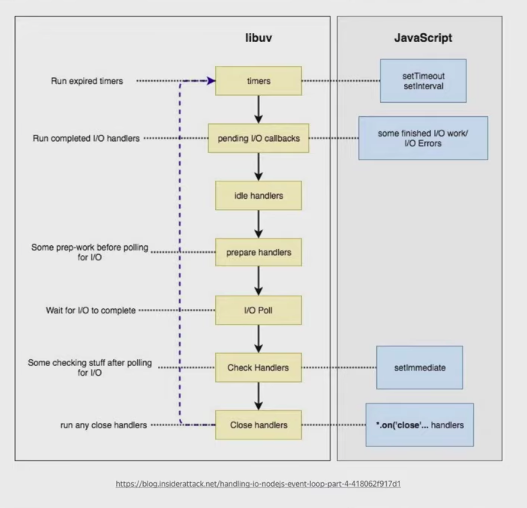 libuv
JavaScript
Run expired timers
timers
setTimeout
setInterval
Run completed I/O handlers
pending I/O callbacks
some finished I/O work/
I/O Errors
idle handlers
Some prep-work before polling
for I/O
prepare handlers
Wait for I/O to complete
I/O Poll
Some checking stuff after polling
for I/O
Check Handlers
setImmediate
run any close handlers
Close handlers
*.on('close'... handlers
https://blog.insiderattack.net/handling-io-nodejs-event-loop-part-4-418062f917d1